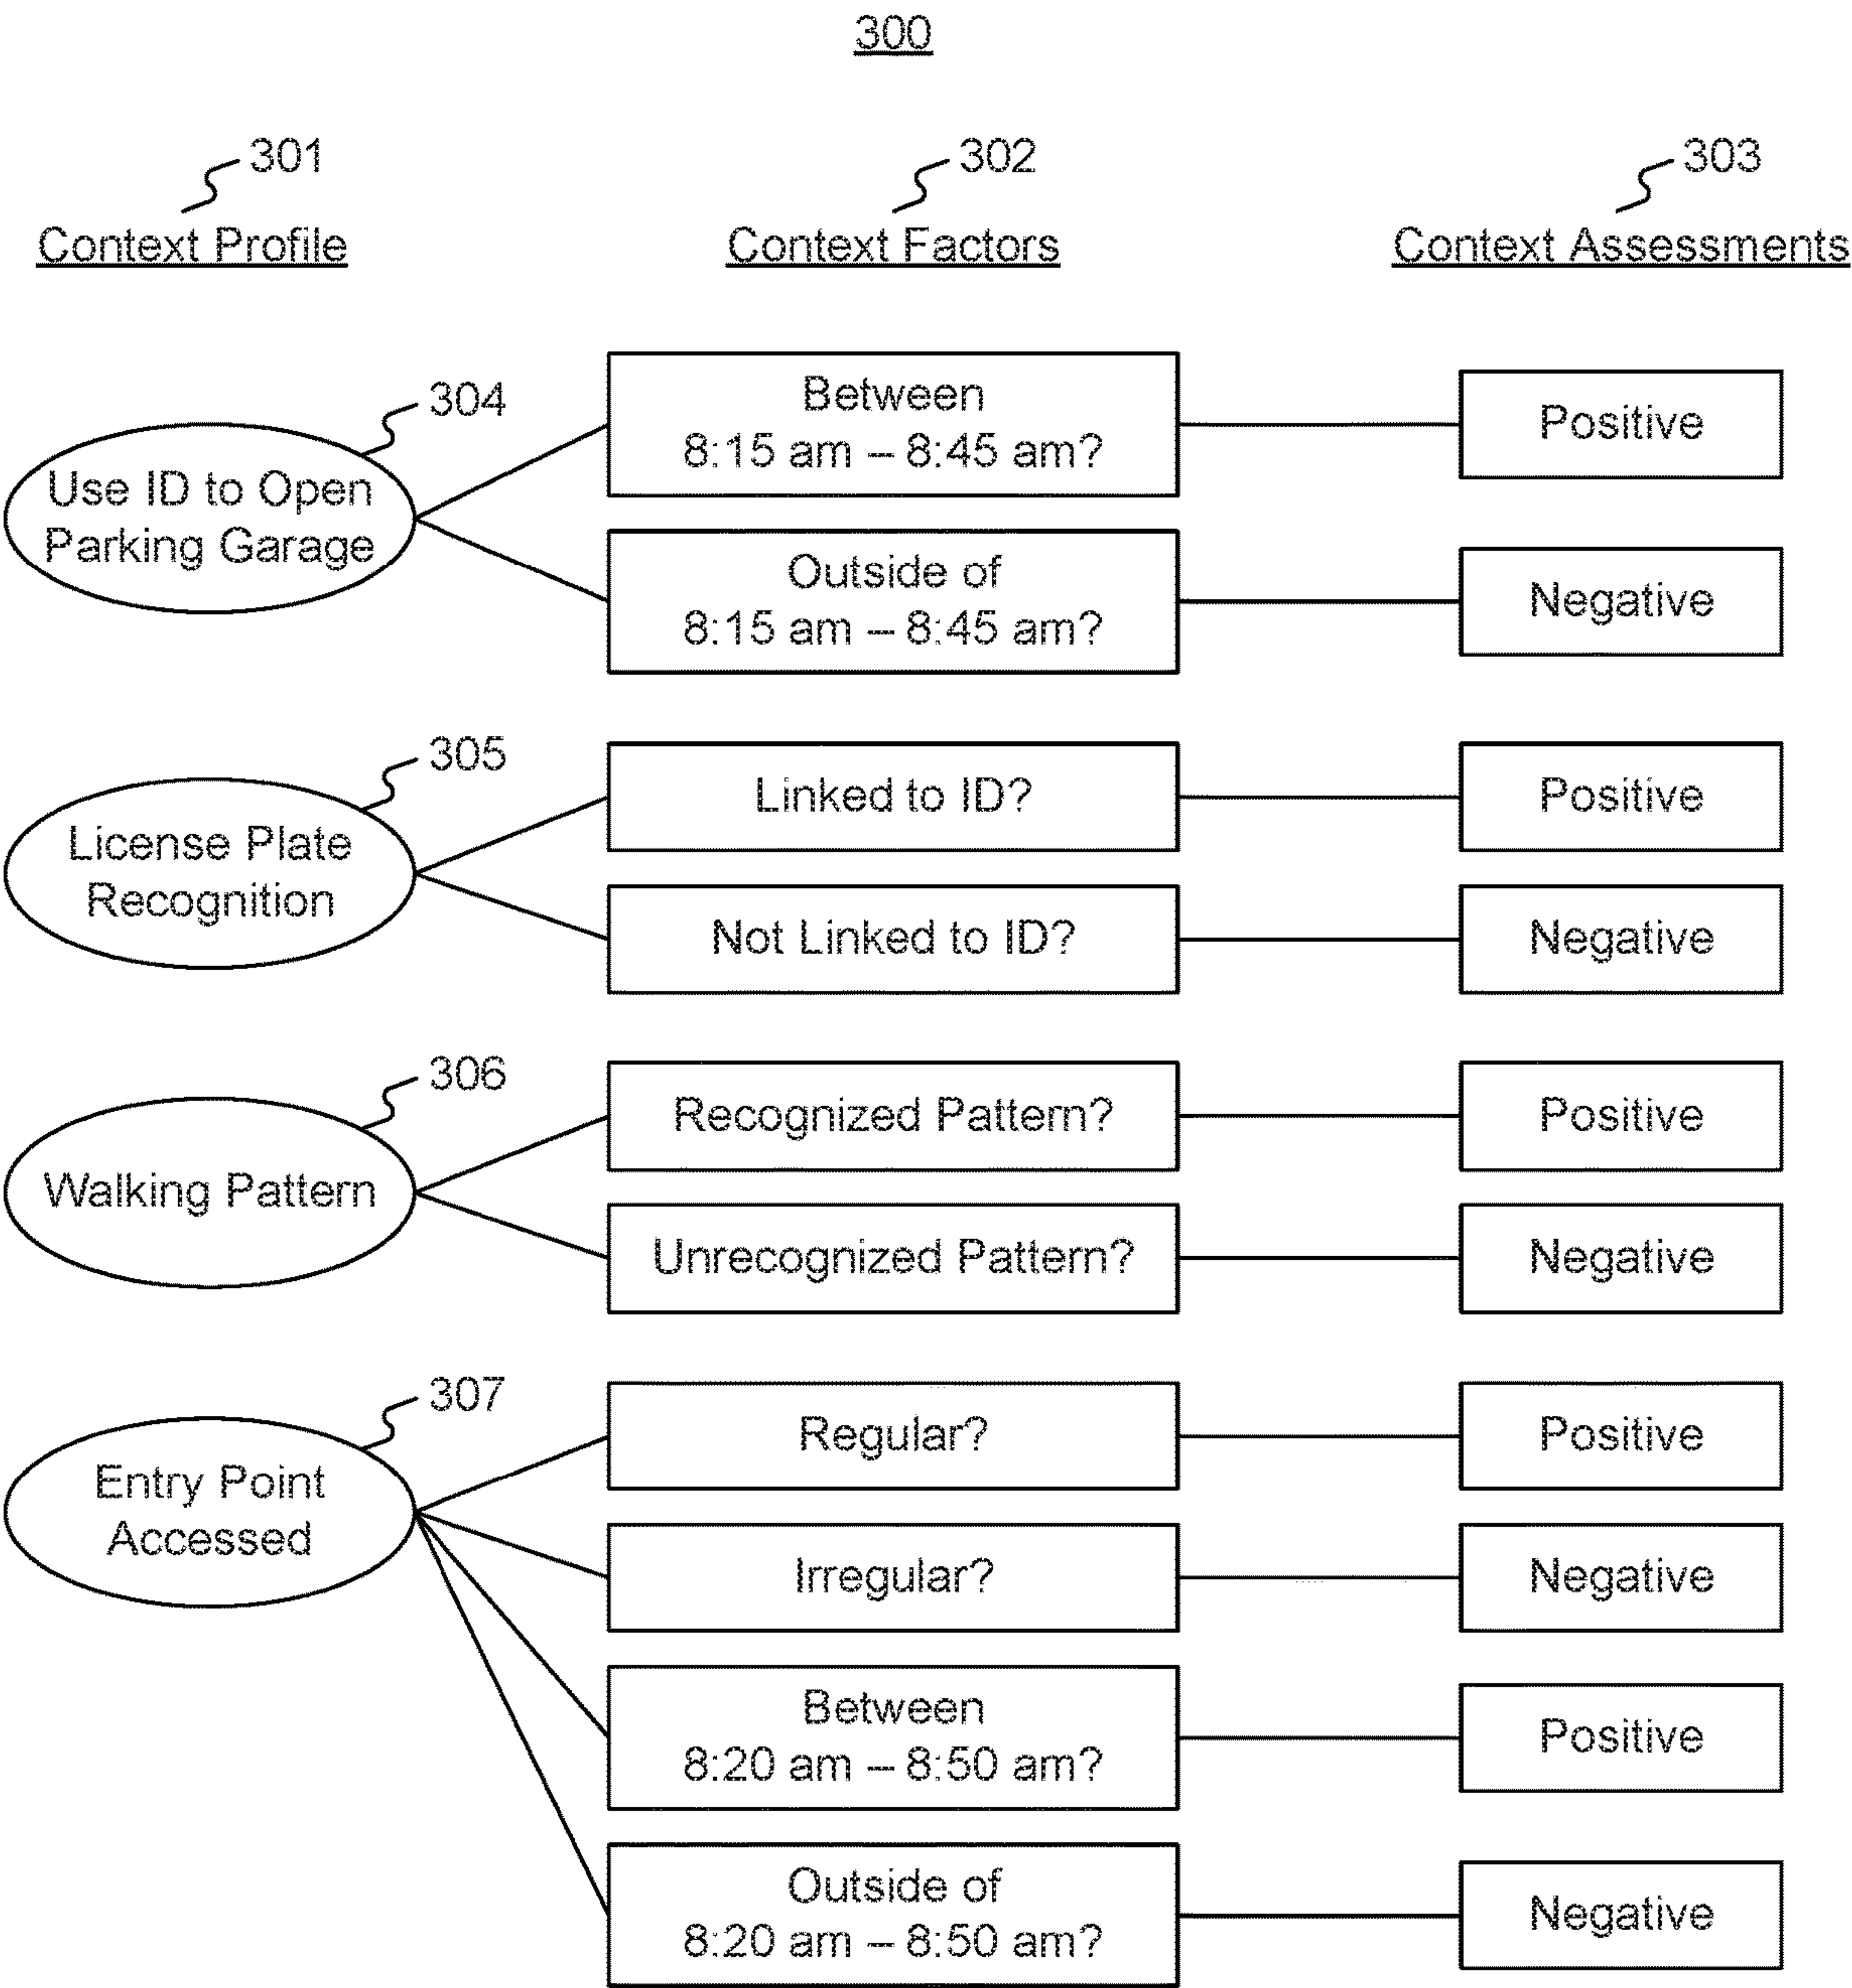 300
301
302
303
Context Profile
Context Factors
Context Assessments
304
Use ID to Open
Parking Garage
Between
8:15 am – 8:45 am?
Positive
Outside of
8:15 am – 8:45 am?
Negative
305
License Plate
Recognition
Linked to ID?
Positive
Not Linked to ID?
Negative
306
Walking Pattern
Recognized Pattern?
Positive
Unrecognized Pattern?
Negative
307
Entry Point
Accessed
Regular?
Positive
Irregular?
Negative
Between
8:20 am – 8:50 am?
Positive
Outside of
8:20 am – 8:50 am?
Negative